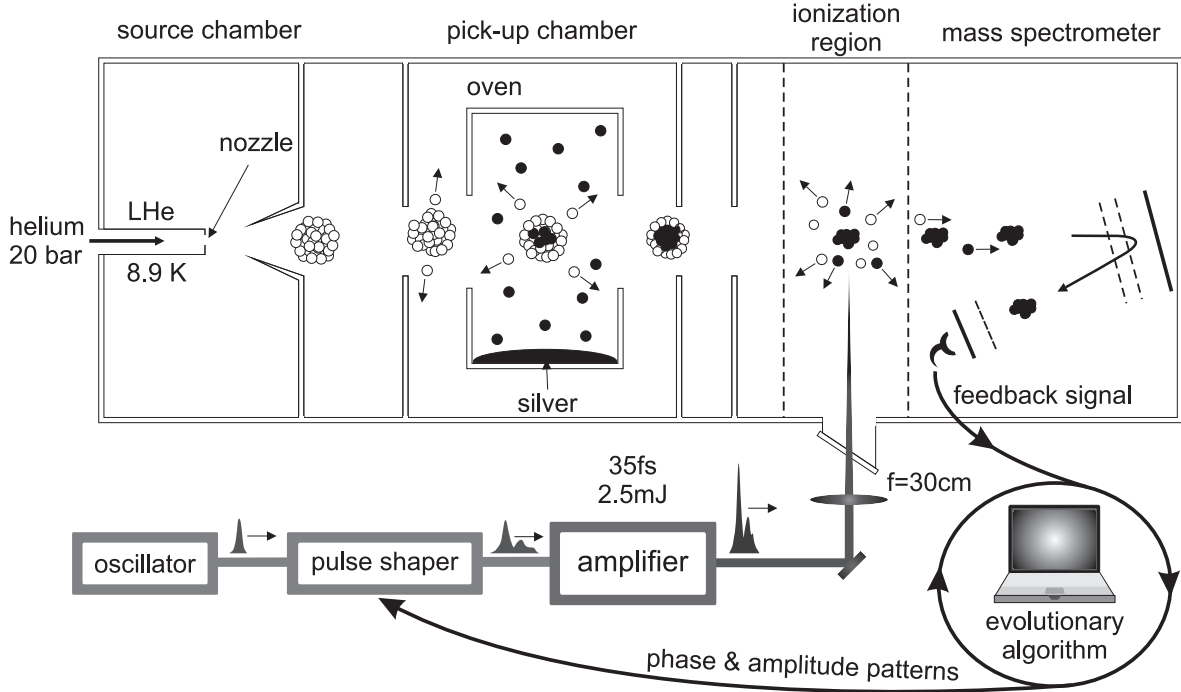 source chamber
pick-up chamber
ionization
region
mass spectrometer
oven
nozzle
LHe
helium
20 bar
8.9 K
silver
feedback signal
35fs
2.5mJ
f=30cm
oscillator
pulse shaper
amplifier
evolutionary
algorithm
phase & amplitude patterns